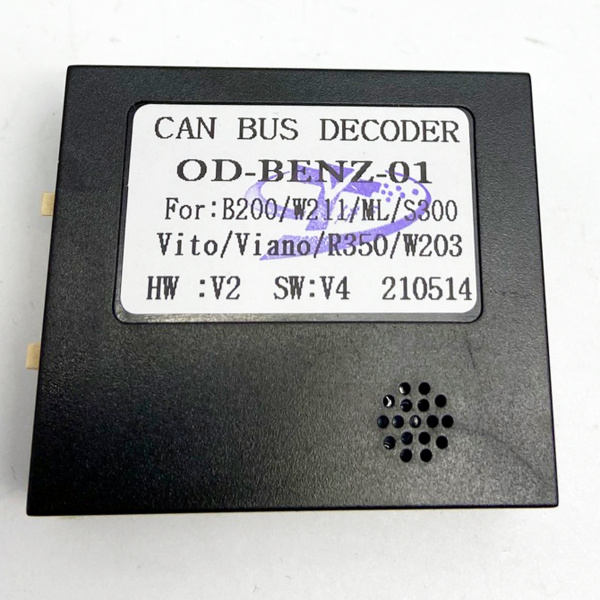 CAN BUS DECODER
OD-BENZ-01
For:B200/W211/ML/S300
Vito/Viano/R350/W203
HW :V2 SW:V4 210514